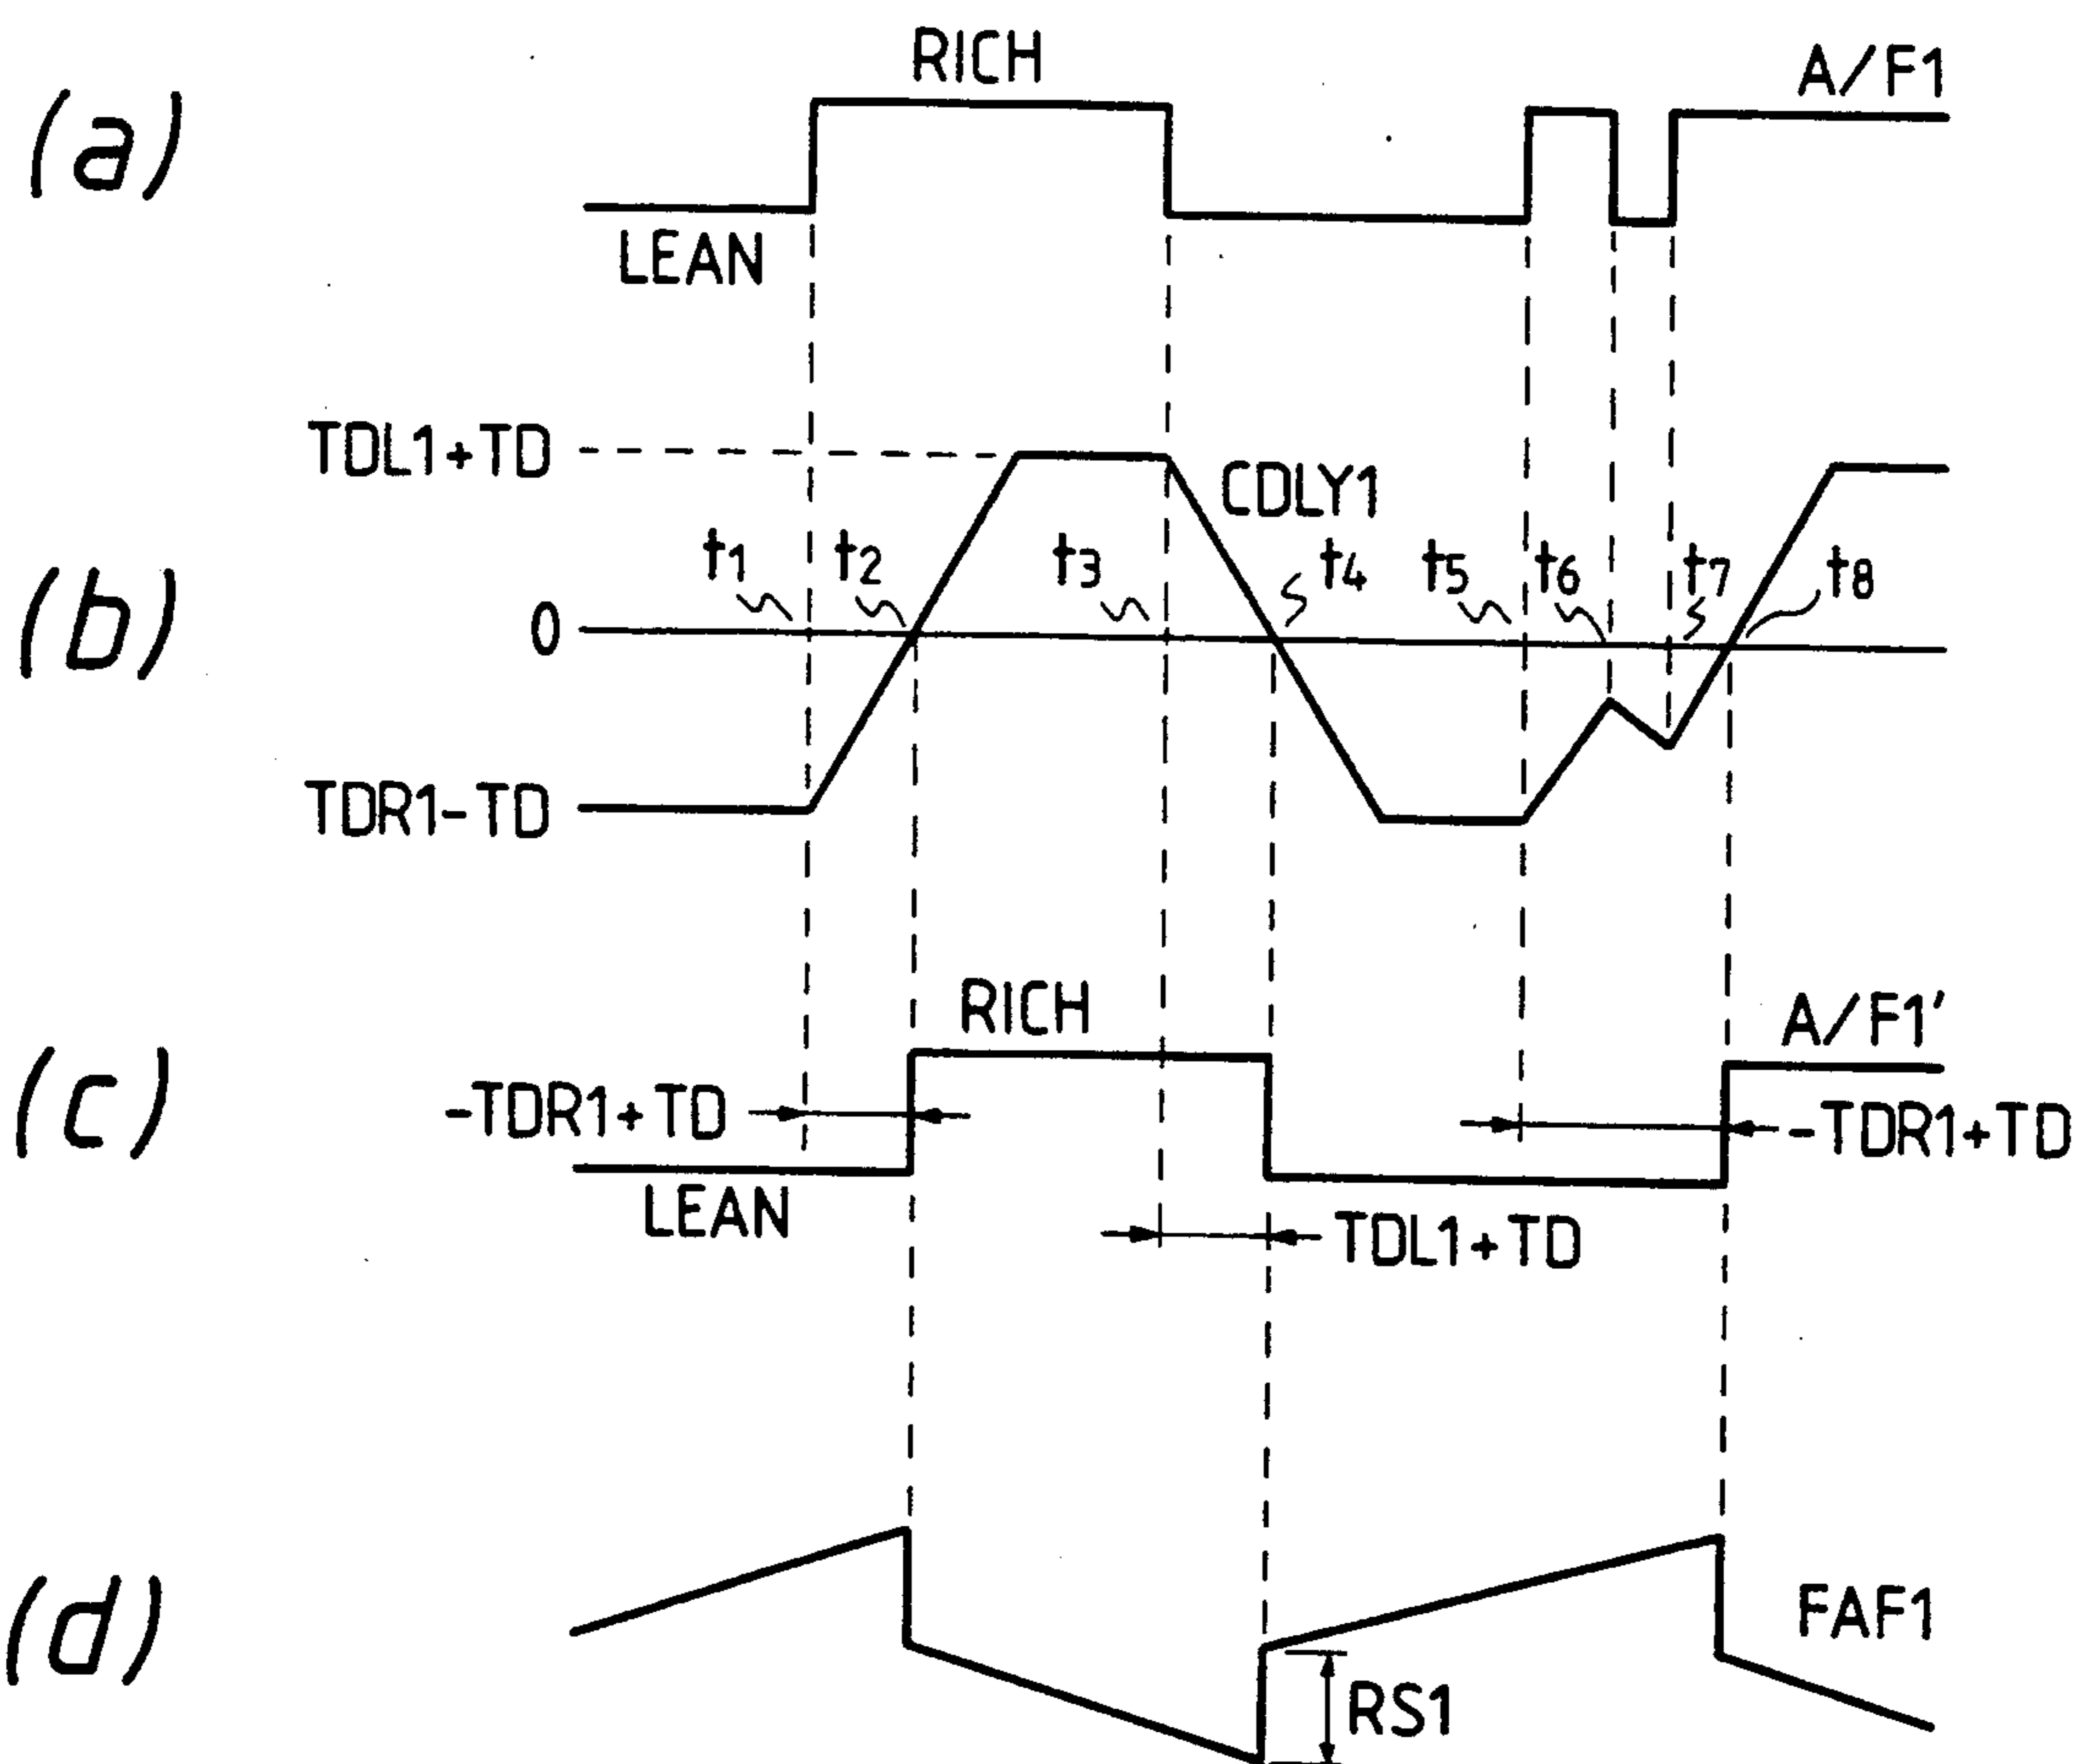 (a)
RICH
A/F1
LEAN
(b)
TDL1+TD
CDLY1
t1
t2
t3
t4
t5
t6
t7
t8
0
TDR1-TD
(c)
RICH
A/F1'
-TDR1+TD
-TDR1+TD
LEAN
TDL1+TD
(d)
FAF1
RS1